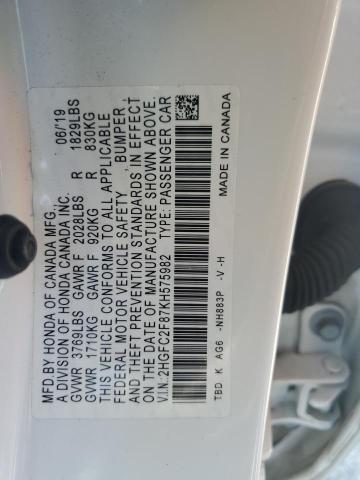 MFD.BY HONDA OF CANADA MFG. 06/19
A DIVISION OF HONDA CANADA INC.
GVWR 3769LBS GAWR F 2028LBS R 1829LBS
GVWR 1710KG GAWR F 920KG R 830KG
THIS VEHICLE CONFORMS TO ALL APPLICABLE
FEDERAL MOTOR VEHICLE SAFETY BUMPER,
AND THEFT PREVENTION STANDARDS IN EFFECT
ON THE DATE OF MANUFACTURE SHOWN ABOVE.
V.I.N:2HGFC2F87KH575982 TYPE: PASSENGER CAR
TBD K AG6 -NH883P -V -H MADE IN CANADA